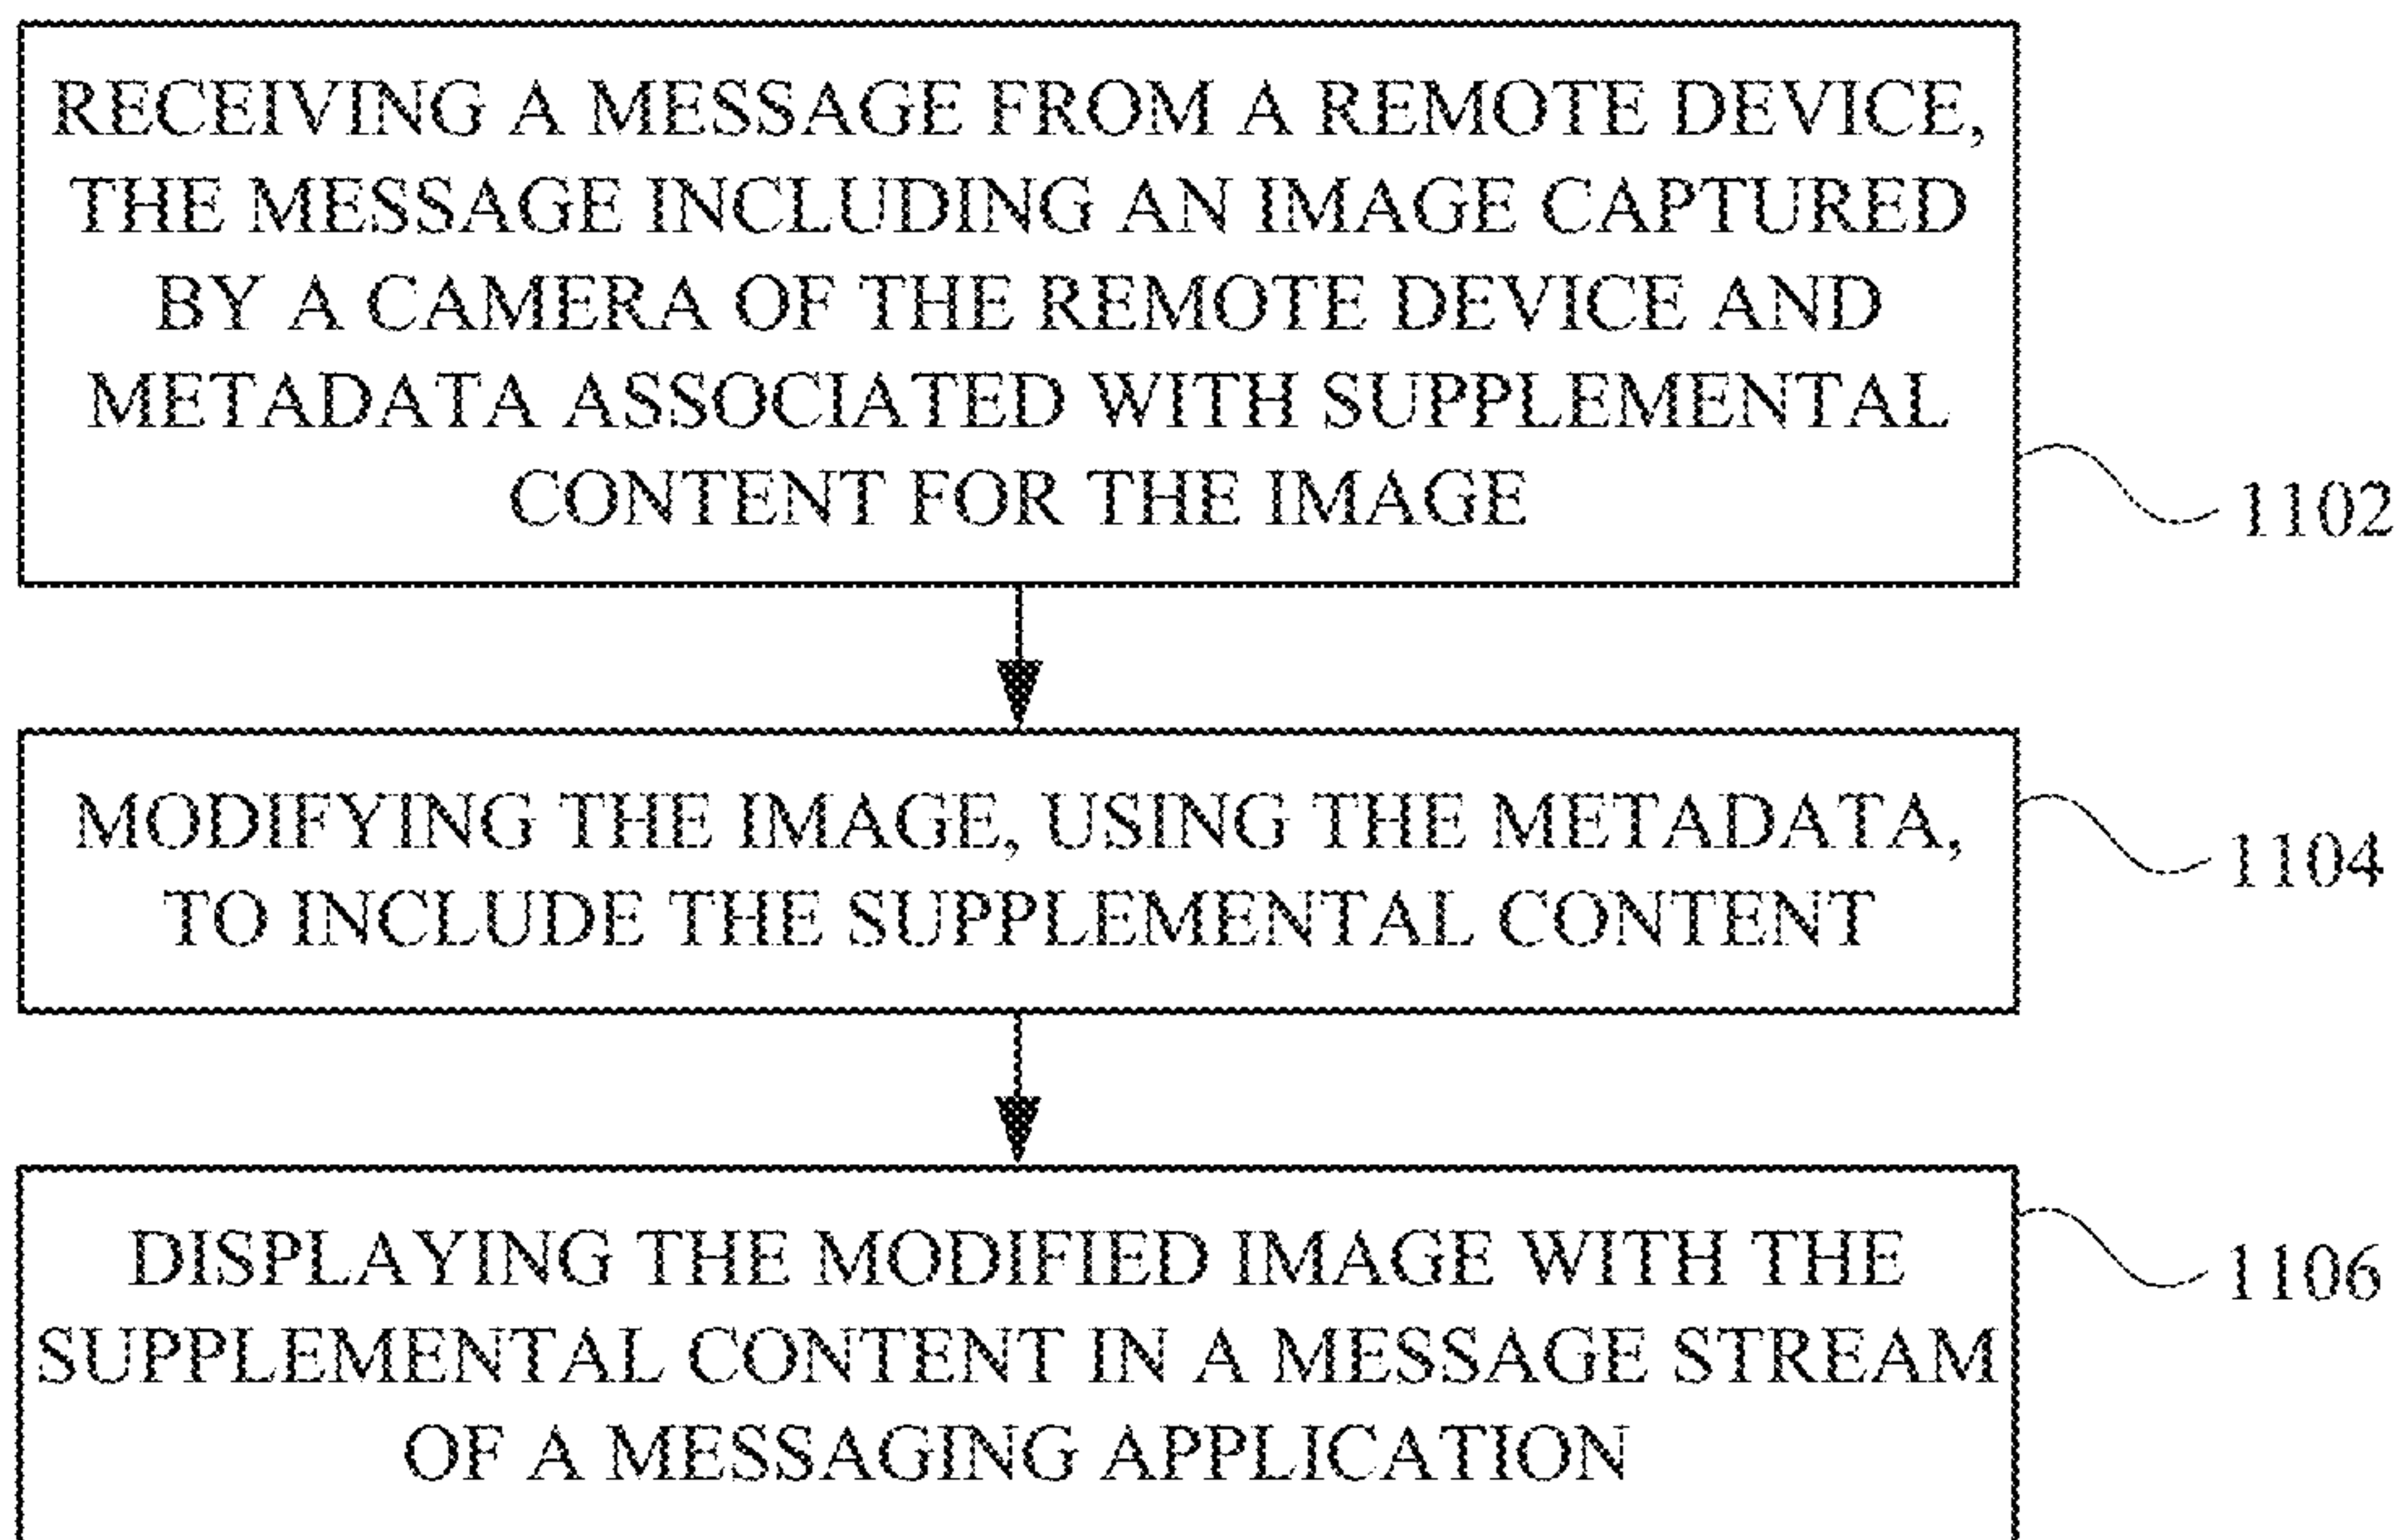 RECEIVING A MESSAGE FROM A REMOTE DEVICE,
THE MESSAGE INCLUDING AN IMAGE CAPTURED
BY A CAMERA OF THE REMOTE DEVICE AND
METADATA ASSOCIATED WITH SUPPLEMENTAL
CONTENT FOR THE IMAGE
1102
MODIFYING THE IMAGE, USING THE METADATA,
TO INCLUDE THE SUPPLEMENTAL CONTENT
1104
DISPLAYING THE MODIFIED IMAGE WITH THE
SUPPLEMENTAL CONTENT IN A MESSAGE STREAM
OF A MESSAGING APPLICATION
1106